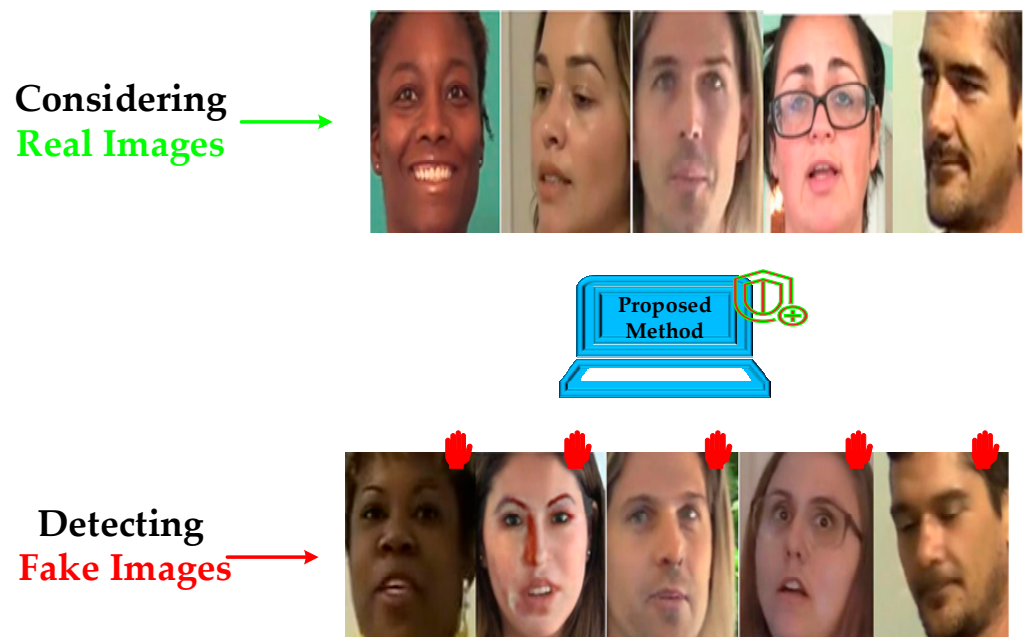 Considering
Real Images
Proposed
Method
Detecting
Fake Images